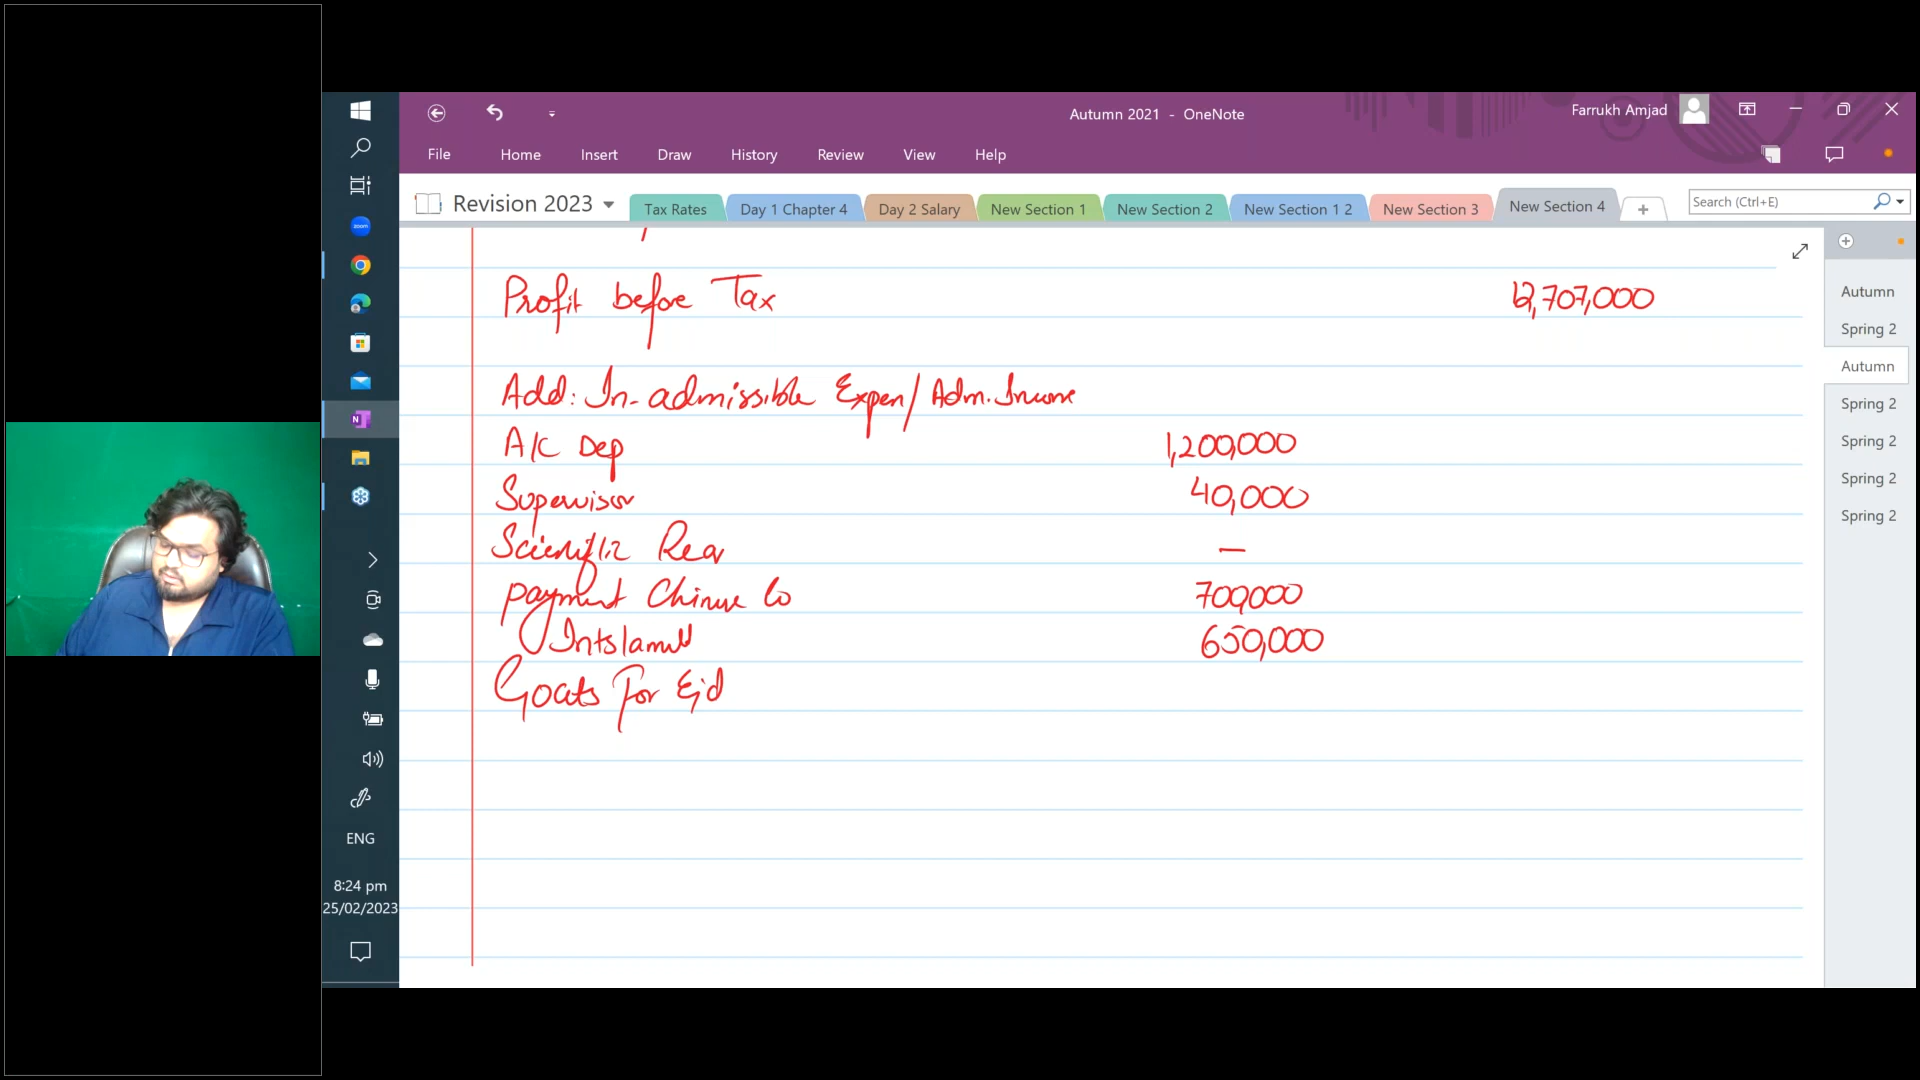 Autumn 2021 - OneNote
Farrukh Amjad
File Home Insert Draw History Review View Help
Revision 2023
Tax Rates
Day 1 Chapter 4
Day 2 Salary
New Section 1
New Section 2
New Section 1 2
New Section 3
New Section 4
Search (Ctrl+E)
zoom
Profit before Tax 12,707,000
Add: In-admissible Expen/Adm. Income
A/C Dep 1,200,000
Supervisor 40,000
Scientific —
payment Chinese Co 700,000
650,000
Goats For Eid
Autumn
Spring 2
Autumn
Spring 2
Spring 2
Spring 2
Spring 2
ENG
8:24 pm
25/02/2023